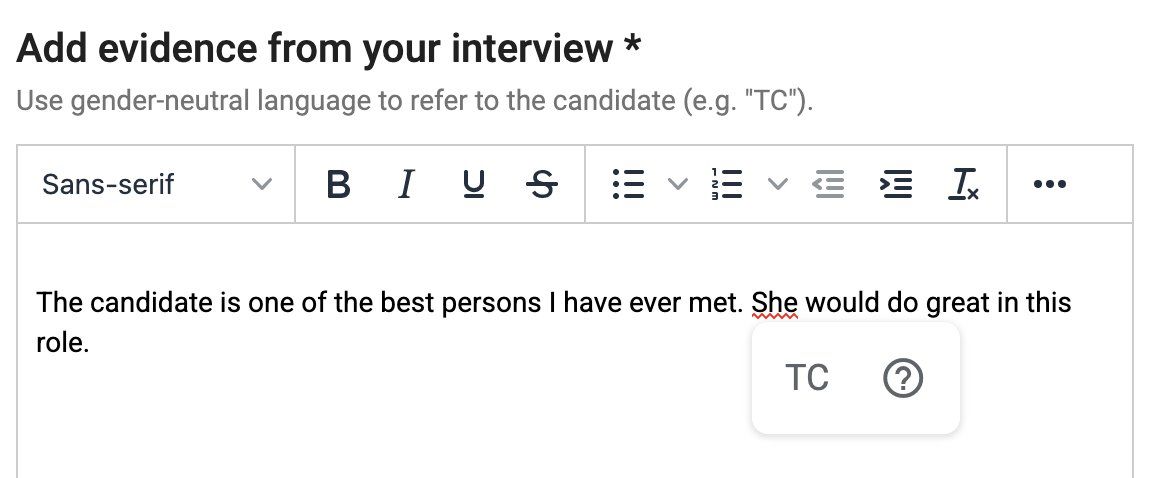 Add evidence from your interview *
Use gender-neutral language to refer to the candidate (e.g. "TC").
Sans-serif
The candidate is one of the best persons I have ever met. She would do great in this
role.
TC